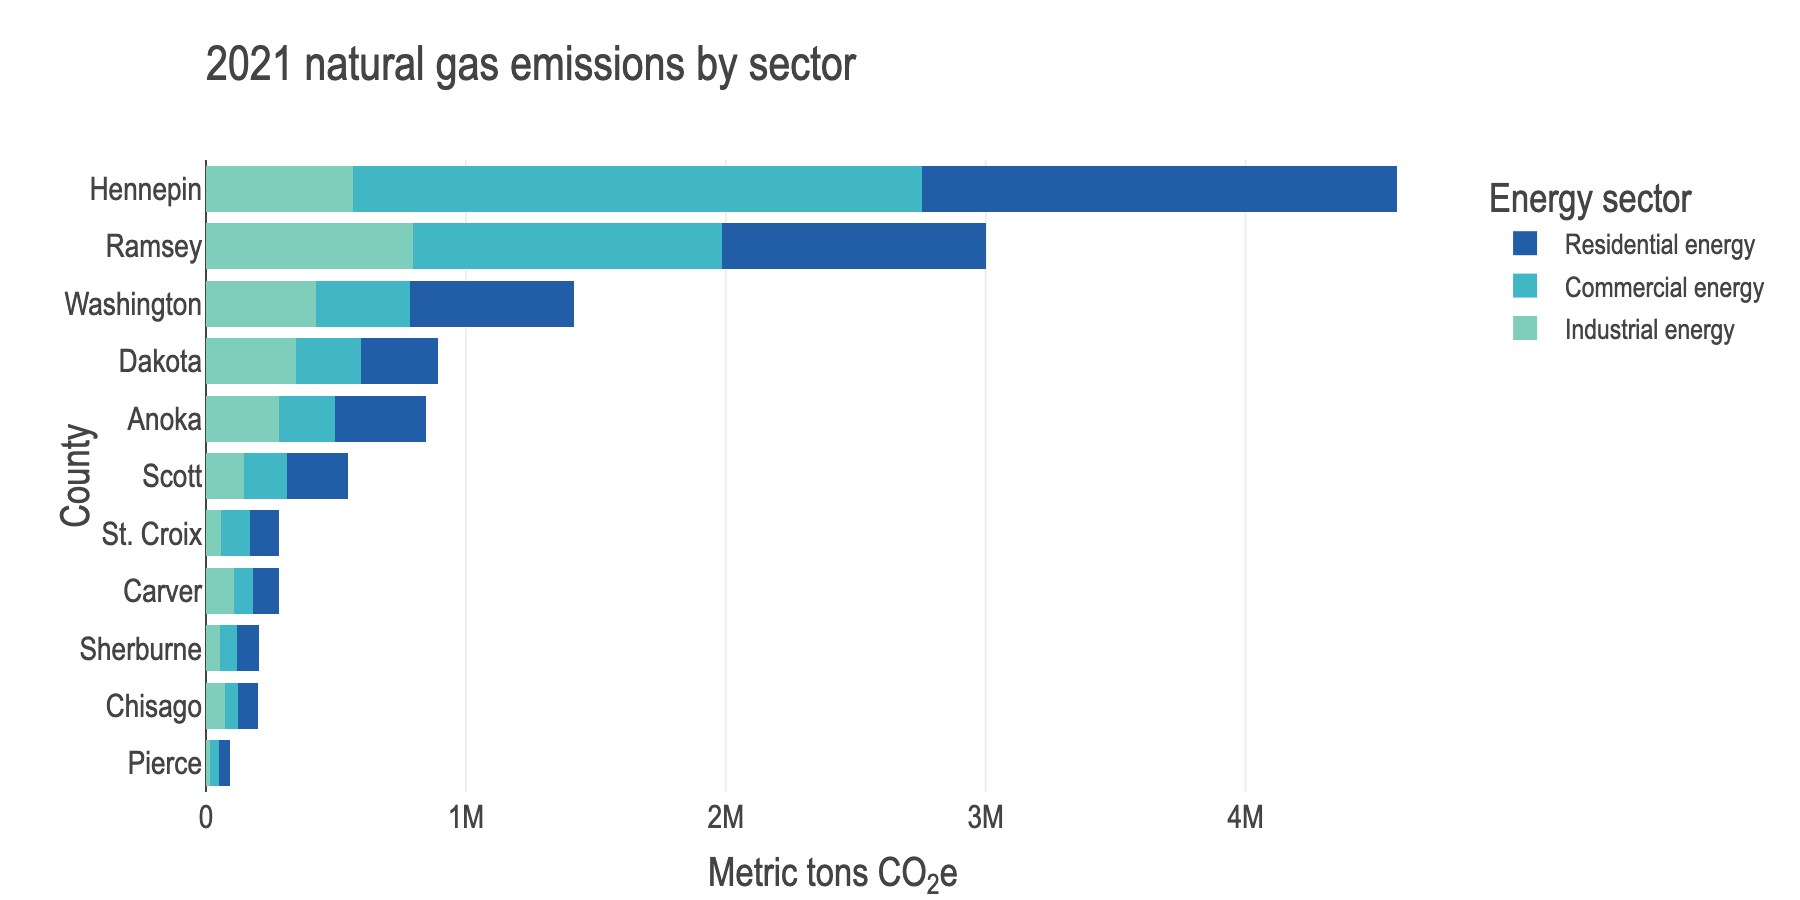 2021 natural gas emissions by sector
Hennepin
Ramsey
Washington
Dakota
Anoka
Scott
St. Croix
Carver
Sherburne
Chisago
Pierce
County
0 1M 2M 3M 4M
Metric tons CO₂e
Energy sector
Residential energy
Commercial energy
Industrial energy